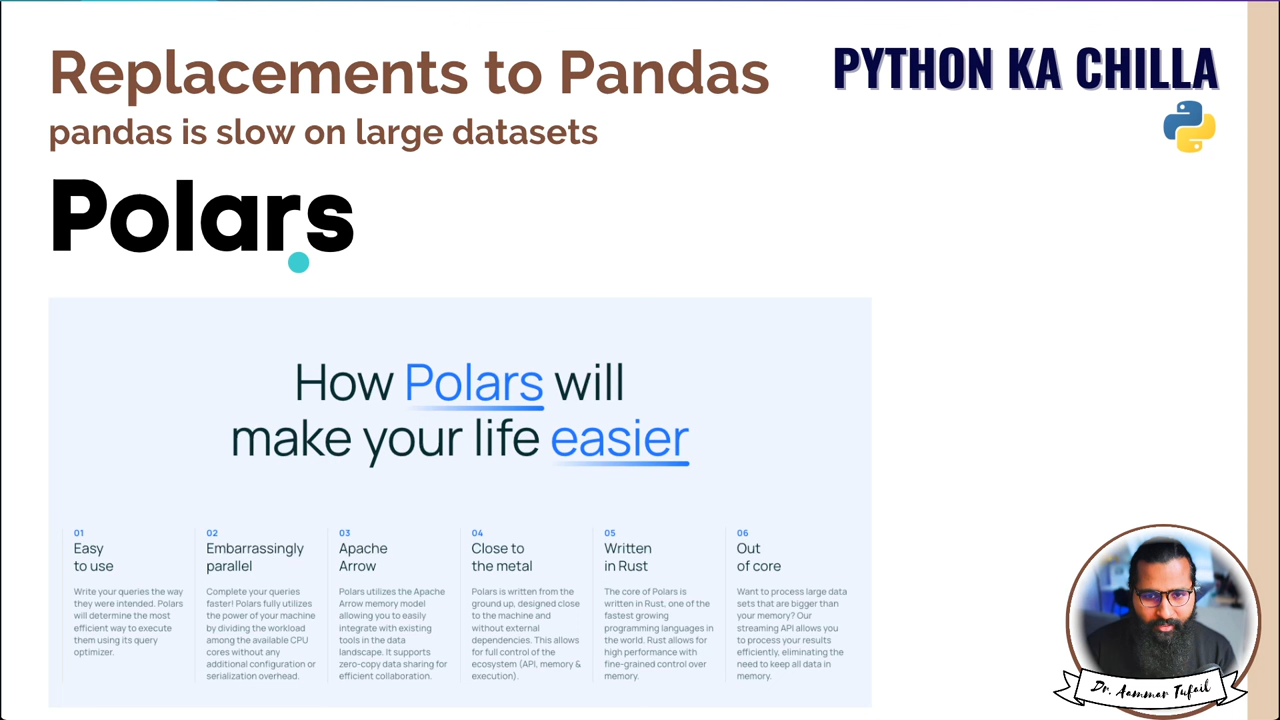 Replacements to Pandas
PYTHON KA CHILLA
pandas is slow on large datasets
Polars
How Polars will
make your life easier
01
Easy
to use
Write your queries the way
they were intended. Polars
will determine the most
efficient way to execute
them using its query
optimizer.
02
Embarrassingly
parallel
Complete your queries
faster! Polars fully utilizes
the power of your machine
by dividing the workload
among the available CPU
cores without any
additional configuration or
serialization overhead.
03
Apache
Arrow
Polars utilizes the Apache
Arrow memory model
allowing you to easily
integrate with existing
tools in the data
landscape. It supports
zero-copy data sharing for
efficient collaboration.
04
Close to
the metal
Polars is written from the
ground up, designed close
to the machine and
without external
dependencies. This allows
for full control of the
ecosystem (API, memory &
execution).
05
Written
in Rust
The core of Polars is
written in Rust, one of the
fastest growing
programming languages in
the world. Rust allows for
high performance with
fine-grained control over
memory.
06
Out
of core
Want to process large data
sets that are bigger than
your memory? Our
streaming API allows you
to process your results
efficiently, eliminating the
need to keep all data in
memory.
Dr. Aammar Tufail